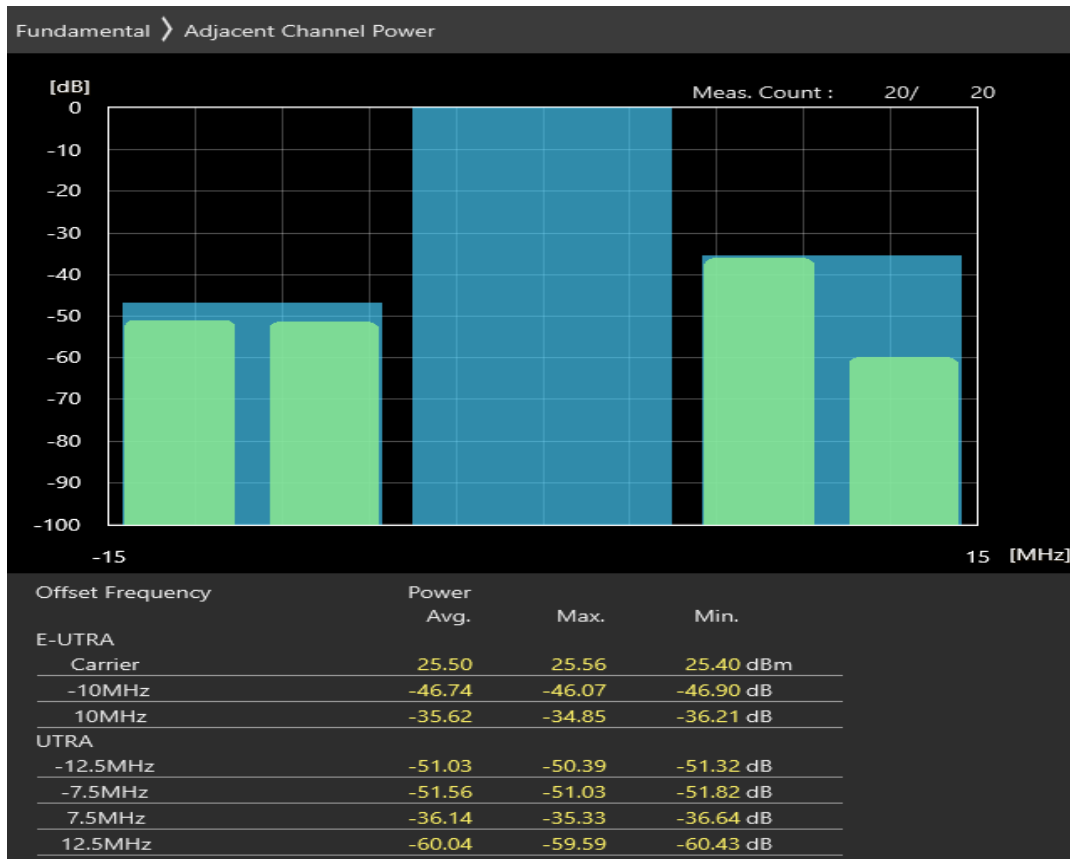 Fundamental ❯ Adjacent Channel Power
[dB]
Meas. Count : 20/ 20
0
-10
-20
-30
-40
-50
-60
-70
-80
-90
-100
-15 15 [MHz]
Offset Frequency Power
Avg. Max. Min.
E-UTRA
Carrier 25.50 25.56 25.40 dBm
-10MHz -46.74 -46.07 -46.90 dB
10MHz -35.62 -34.85 -36.21 dB
UTRA
-12.5MHz -51.03 -50.39 -51.32 dB
-7.5MHz -51.56 -51.03 -51.82 dB
7.5MHz -36.14 -35.33 -36.64 dB
12.5MHz -60.04 -59.59 -60.43 dB